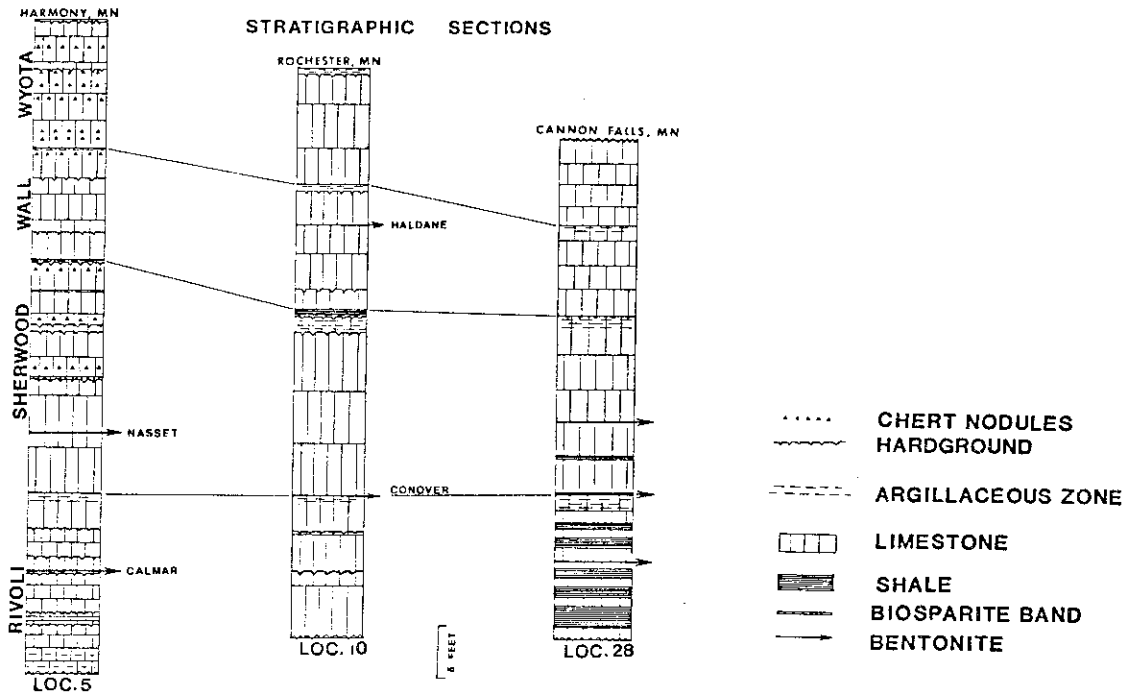 HARMONY, MN
STRATIGRAPHIC SECTIONS
ROCHESTER, MN
CANNON FALLS, MN
WYOTA
WALL
SHERWOOD
RIVOLI
HALDANE
NASSET
CONOVER
CALMAR
LOC. 5
LOC. 10
LOC. 28
FEET
CHERT NODULES
HARDGROUND
ARGILLACEOUS ZONE
LIMESTONE
SHALE
BIOSPARITE BAND
BENTONITE